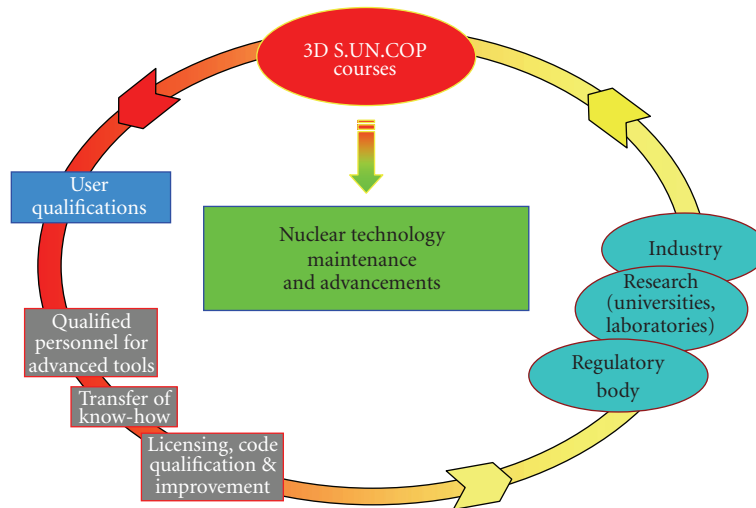 3D S.UN.COP
courses
User
qualifications
Nuclear technology
maintenance
and advancements
Industry
Research
(universities,
laboratories)
Regulatory
body
Qualified
personnel for
advanced tools
Transfer of
know-how
Licensing, code
qualification &
improvement